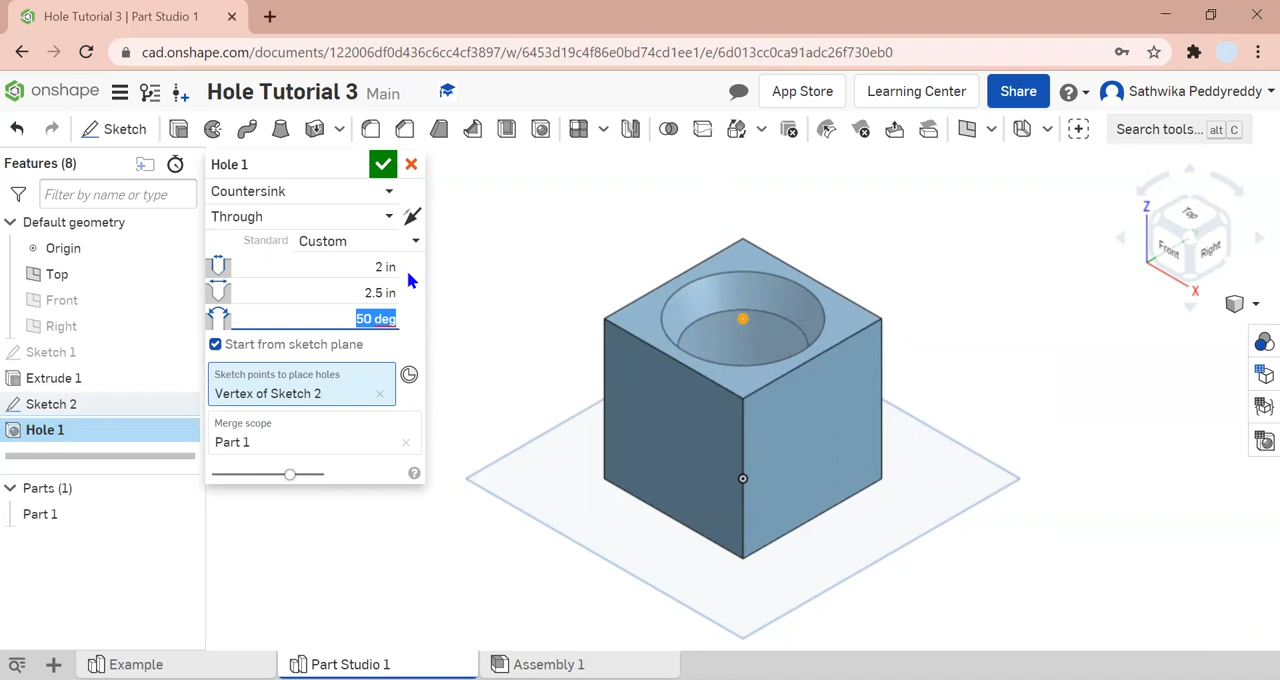 Hole Tutorial 3 | Part Studio 1
cad.onshape.com/documents/122006df0d436c6cc4cf3897/w/6453d19c4f86e0bd74cd1ee1/e/6d013cc0ca91adc26f730eb0
onshape
Hole Tutorial 3 Main
App Store
Learning Center
Share
Sathwika Peddyreddy
Sketch
Search tools... alt C
Features (8)
Filter by name or type
Default geometry
Origin
Top
Front
Right
Sketch 1
Extrude 1
Sketch 2
Hole 1
Parts (1)
Part 1
Hole 1
Countersink
Through
Standard Custom
2 in
2.5 in
50 deg
Start from sketch plane
Sketch points to place holes
Vertex of Sketch 2
Merge scope
Part 1
Z
Top
Front
Right
X
Example
Part Studio 1
Assembly 1